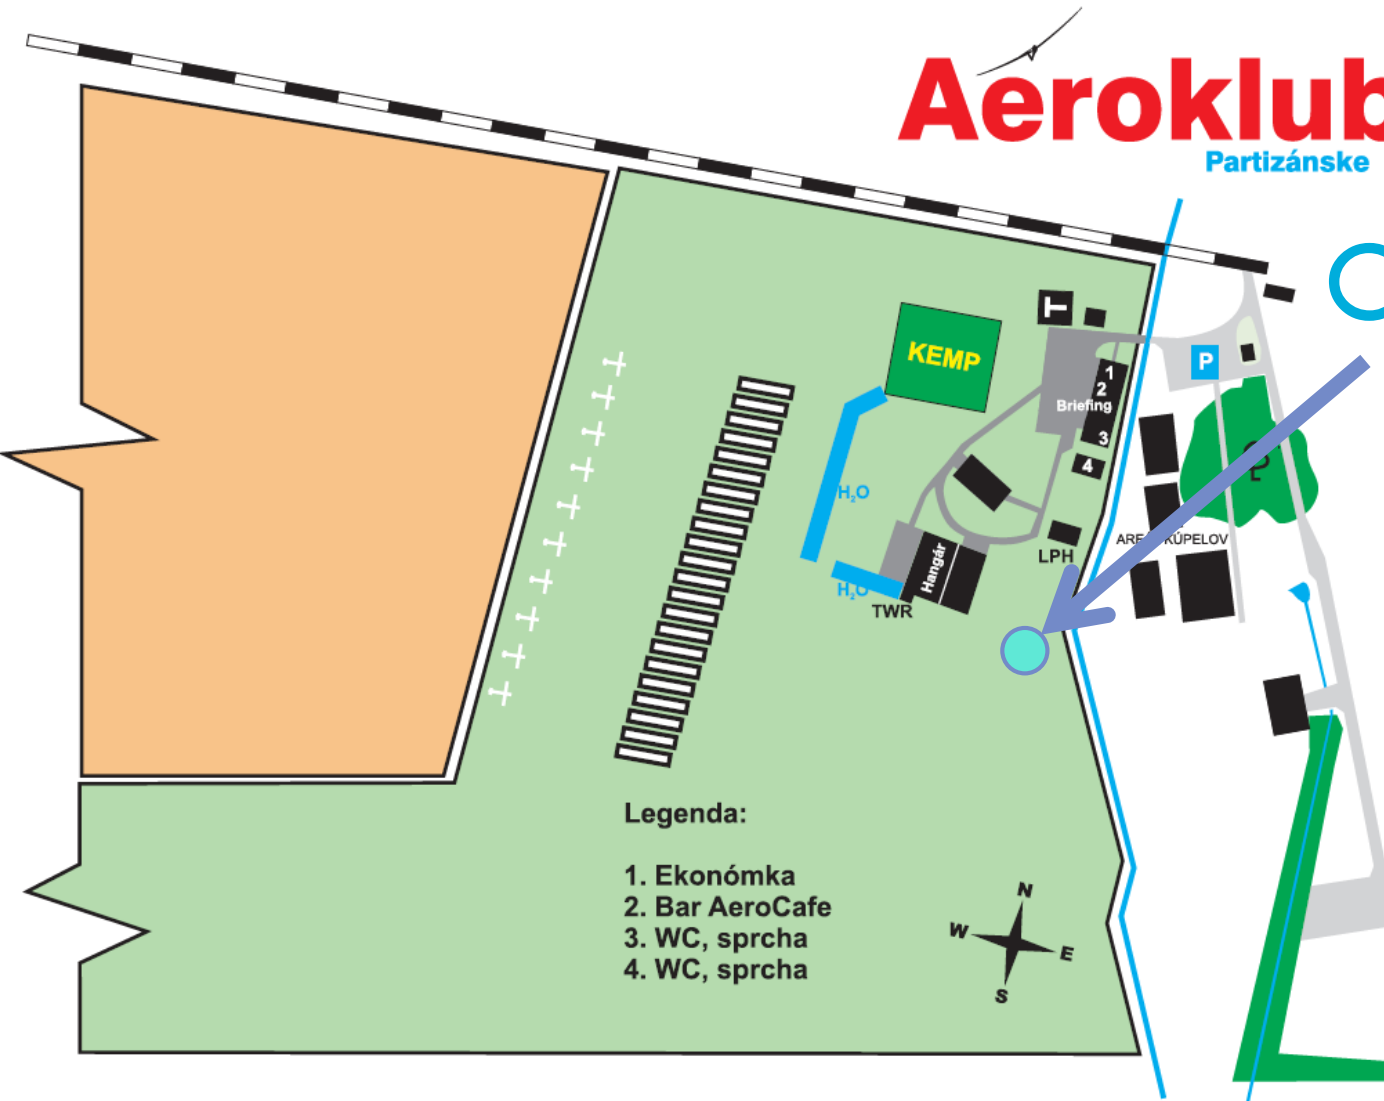 Aeroklub
Partizánske
T
KEMP
P
1
2
Briefing
3
4
H₂O
Hangár
LPH
H₂O
TWR
KÚPELOV
Legenda:
1. Ekonómka
2. Bar AeroCafe
3. WC, sprcha
4. WC, sprcha
N
W
E
S